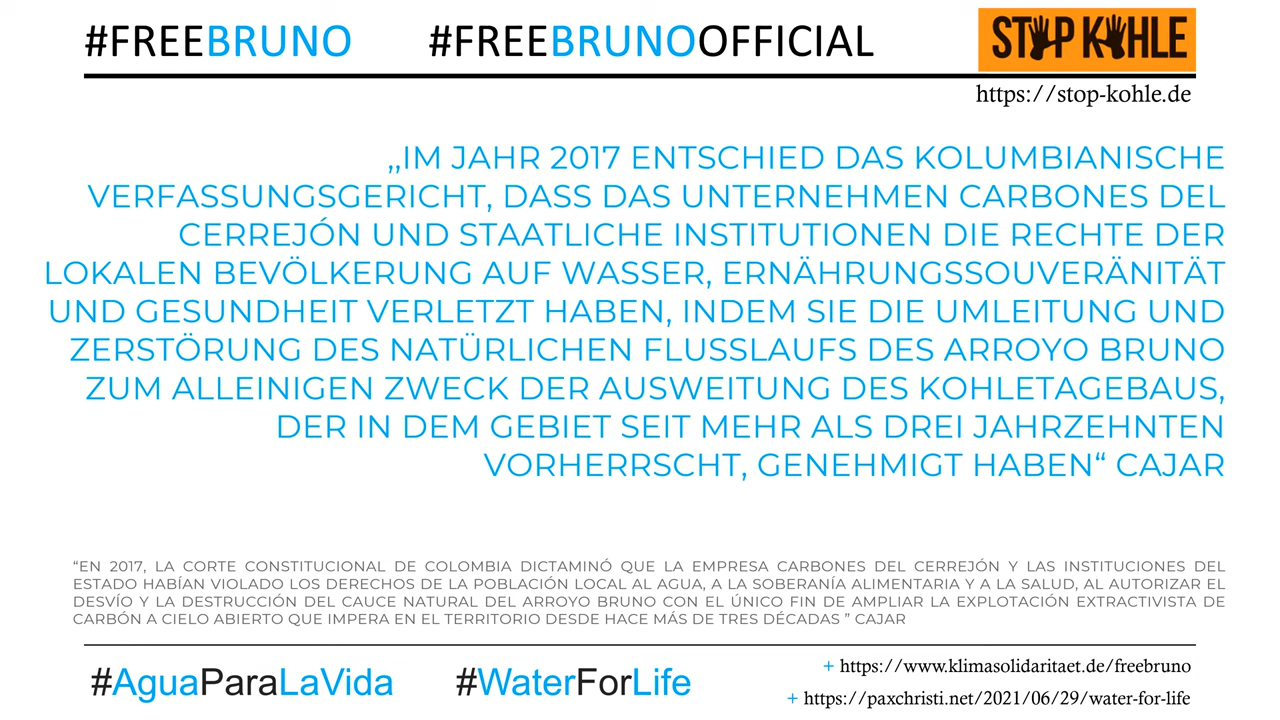 #FREEBRUNO #FREEBRUNOOFFICIAL STOP KOHLE
https://stop-kohle.de
,,IM JAHR 2017 ENTSCHIED DAS KOLUMBIANISCHE
VERFASSUNGSGERICHT, DASS DAS UNTERNEHMEN CARBONES DEL
CERREJÓN UND STAATLICHE INSTITUTIONEN DIE RECHTE DER
LOKALEN BEVÖLKERUNG AUF WASSER, ERNÄHRUNGSSOUVERÄNITÄT
UND GESUNDHEIT VERLETZT HABEN, INDEM SIE DIE UMLEITUNG UND
ZERSTÖRUNG DES NATÜRLICHEN FLUSSLAUFS DES ARROYO BRUNO
ZUM ALLEINIGEN ZWECK DER AUSWEITUNG DES KOHLETAGEBAUS,
DER IN DEM GEBIET SEIT MEHR ALS DREI JAHRZEHNTEN
VORHERRSCHT, GENEHMIGT HABEN“ CAJAR
“EN 2017, LA CORTE CONSTITUCIONAL DE COLOMBIA DICTAMINÓ QUE LA EMPRESA CARBONES DEL CERREJÓN Y LAS INSTITUCIONES DEL
ESTADO HABÍAN VIOLADO LOS DERECHOS DE LA POBLACIÓN LOCAL AL AGUA, A LA SOBERANÍA ALIMENTARIA Y A LA SALUD, AL AUTORIZAR EL
DESVÍO Y LA DESTRUCCIÓN DEL CAUCE NATURAL DEL ARROYO BRUNO CON EL ÚNICO FIN DE AMPLIAR LA EXPLOTACIÓN EXTRACTIVISTA DE
CARBÓN A CIELO ABIERTO QUE IMPERA EN EL TERRITORIO DESDE HACE MÁS DE TRES DÉCADAS ” CAJAR
#AguaParaLaVida #WaterForLife
+ https://www.klimasolidaritaet.de/freebruno
+ https://paxchristi.net/2021/06/29/water-for-life